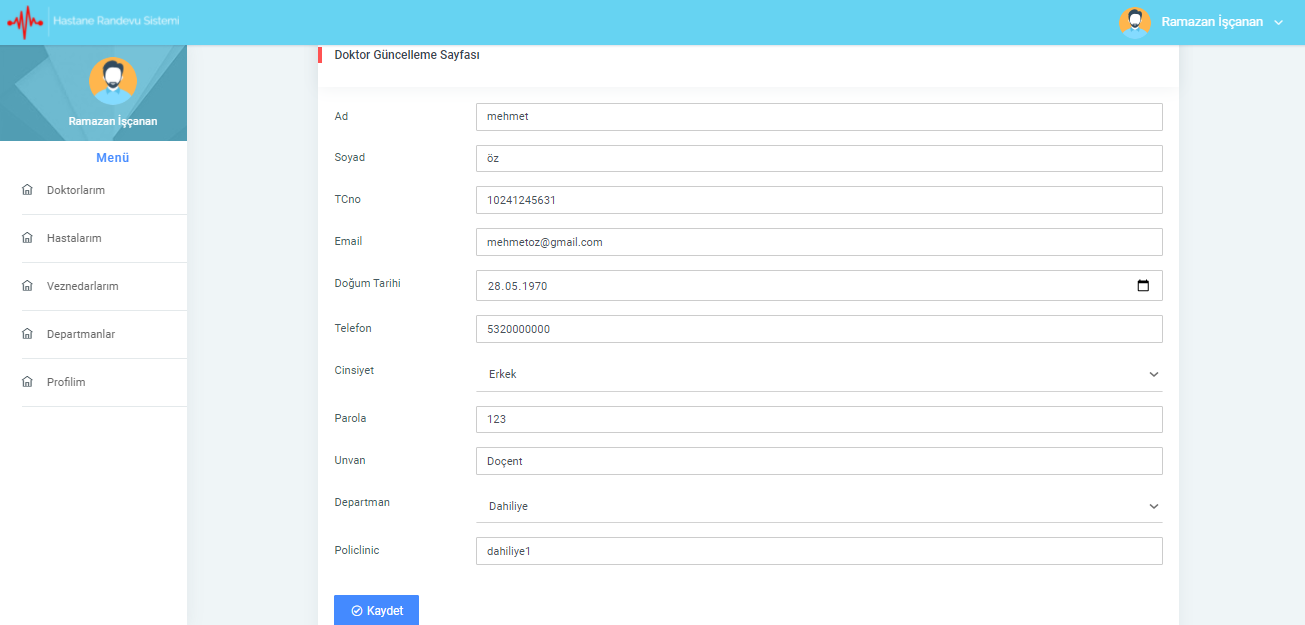 Hastane Randevu Sistemi
Ramazan İşçanan
Ramazan İşçanan
Menü
Doktorlarım
Hastalarım
Veznedarlarım
Departmanlar
Profilim
Doktor Güncelleme Sayfası
Ad mehmet
Soyad öz
TCno 10241245631
Email mehmetoz@gmail.com
Doğum Tarihi 28.05.1970
Telefon 5320000000
Cinsiyet Erkek
Parola 123
Unvan Doçent
Departman Dahiliye
Policlinic dahiliye1
Kaydet